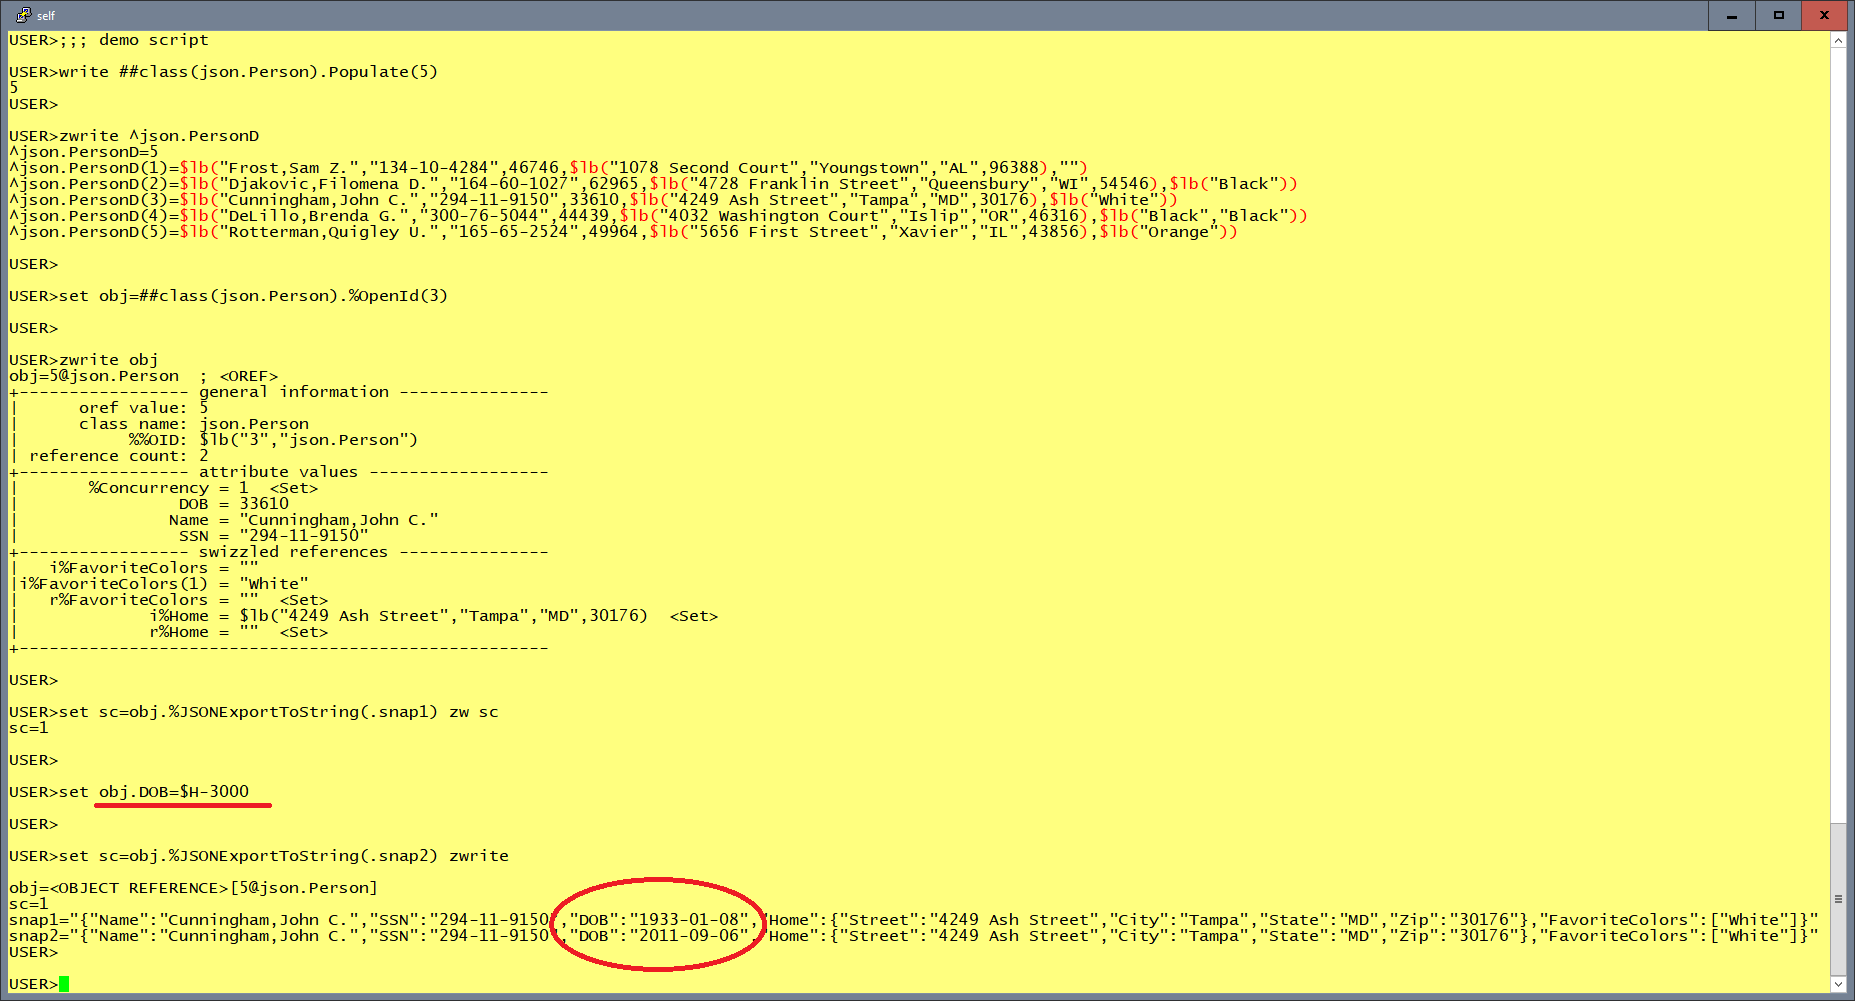 self
USER>;;; demo script
USER>write ##class(json.Person).Populate(5)
5
USER>
USER>zwrite ^json.PersonD
^json.PersonD=5
^json.PersonD(1)=$lb("Frost,Sam Z.","134-10-4284",46746,$lb("1078 Second Court","Youngstown","AL",96388),"")
^json.PersonD(2)=$lb("Djakovic,Filomena D.","164-60-1027",62965,$lb("4728 Franklin Street","Queensbury","WI",54546),$lb("Black"))
^json.PersonD(3)=$lb("Cunningham,John C.","294-11-9150",33610,$lb("4249 Ash Street","Tampa","MD",30176),$lb("White"))
^json.PersonD(4)=$lb("DeLillo,Brenda G.","300-76-5044",44439,$lb("4032 Washington Court","Islip","OR",46316),$lb("Black","Black"))
^json.PersonD(5)=$lb("Rotterman,Quigley U.","165-65-2524",49964,$lb("5656 First Street","Xavier","IL",43856),$lb("Orange"))
USER>
USER>set obj=##class(json.Person).%OpenId(3)
USER>
USER>zwrite obj
obj=5@json.Person  ; <OREF>
+----------------- general information ---------------
|      oref value: 5
|      class name: json.Person
|           %%OID: $lb("3","json.Person")
| reference count: 2
+----------------- attribute values ------------------
|       %Concurrency = 1  <Set>
|                DOB = 33610
|               Name = "Cunningham,John C."
|                SSN = "294-11-9150"
+----------------- swizzled references ---------------
|   i%FavoriteColors = ""
|i%FavoriteColors(1) = "White"
|   r%FavoriteColors = ""  <Set>
|             i%Home = $lb("4249 Ash Street","Tampa","MD",30176)  <Set>
|             r%Home = ""  <Set>
+-----------------------------------------------------
USER>
USER>set sc=obj.%JSONExportToString(.snap1) zw sc
sc=1
USER>
USER>set obj.DOB=$H-3000
USER>
USER>set sc=obj.%JSONExportToString(.snap2) zwrite
obj=<OBJECT REFERENCE>[5@json.Person]
sc=1
snap1="{"Name":"Cunningham,John C.","SSN":"294-11-9150","DOB":"1933-01-08","Home":{"Street":"4249 Ash Street","City":"Tampa","State":"MD","Zip":"30176"},"FavoriteColors":["White"]}"
snap2="{"Name":"Cunningham,John C.","SSN":"294-11-9150","DOB":"2011-09-06","Home":{"Street":"4249 Ash Street","City":"Tampa","State":"MD","Zip":"30176"},"FavoriteColors":["White"]}"
USER>
USER>